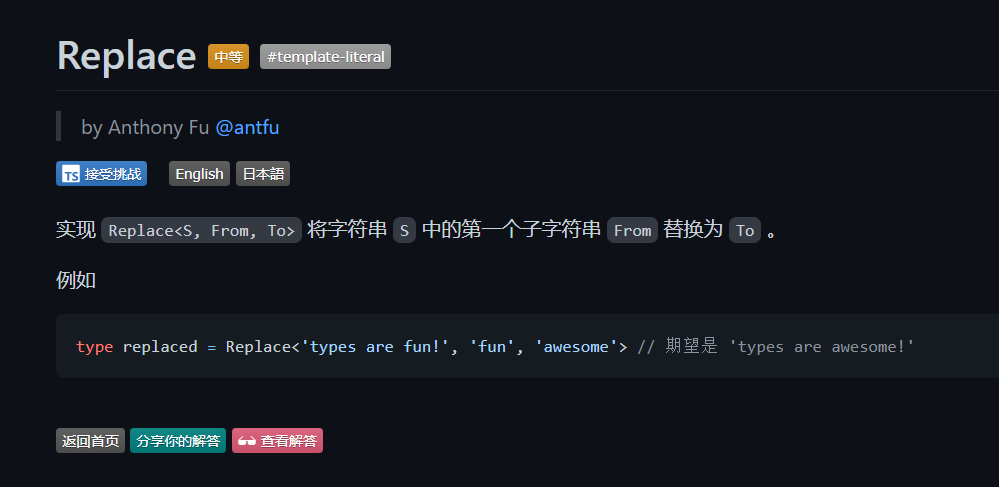 Replace 中等 #template-literal
by Anthony Fu @antfu
TS 接受挑战 English 日本語
实现 Replace<S, From, To> 将字符串 S 中的第一个子字符串 From 替换为 To 。
例如
type replaced = Replace<'types are fun!', 'fun', 'awesome'> // 期望是 'types are awesome!'
返回首页 分享你的解答 查看解答